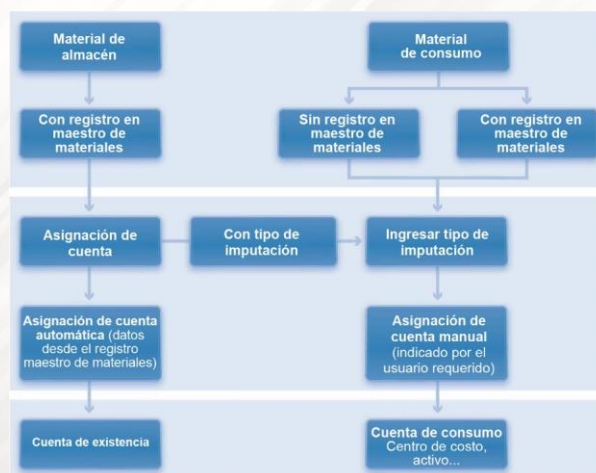 Material de
almacén
Material
de consumo
Con registro en
maestro de
materiales
Sin registro en
maestro de
materiales
Con registro en
maestro de
materiales
Asignación de
cuenta
Con tipo de
imputación
Ingresar tipo de
imputación
Asignación de cuenta
automática (datos
desde el registro
maestro de materiales)
Asignación de
cuenta manual
(indicado por el
usuario requerido)
Cuenta de existencia
Cuenta de consumo
Centro de costo,
activo...